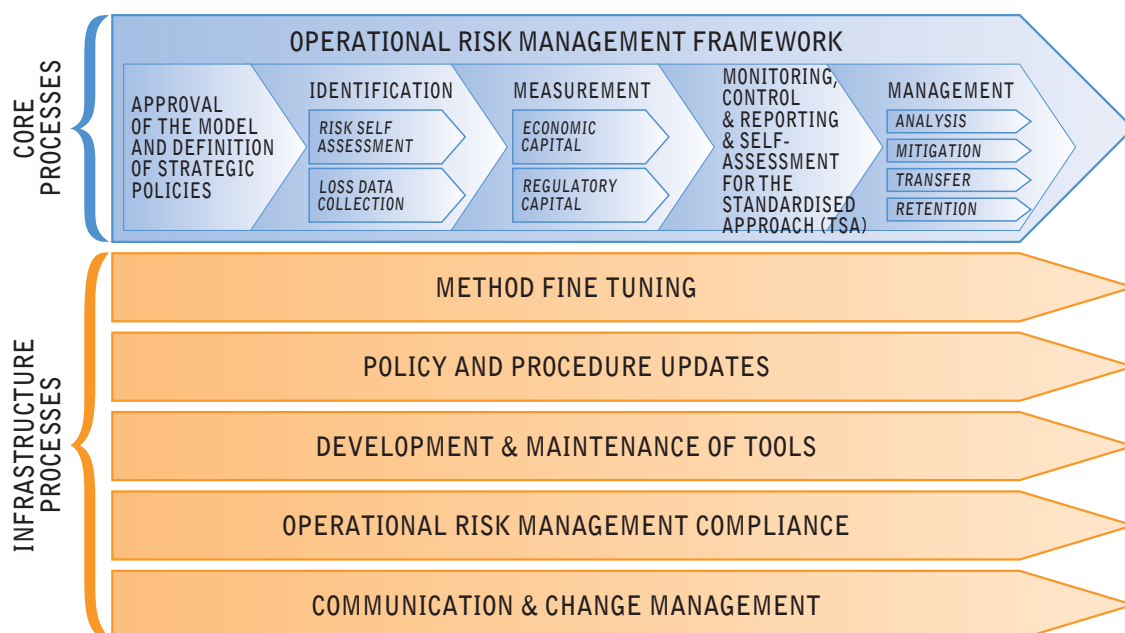 CORE
PROCESSES
OPERATIONAL RISK MANAGEMENT FRAMEWORK
APPROVAL
OF THE MODEL
AND DEFINITION
OF STRATEGIC
POLICIES
IDENTIFICATION
RISK SELF
ASSESSMENT
LOSS DATA
COLLECTION
MEASUREMENT
ECONOMIC
CAPITAL
REGULATORY
CAPITAL
MONITORING,
CONTROL
& REPORTING
& SELF-
ASSESSMENT
FOR THE
STANDARDISED
APPROACH (TSA)
MANAGEMENT
ANALYSIS
MITIGATION
TRANSFER
RETENTION
INFRASTRUCTURE
PROCESSES
METHOD FINE TUNING
POLICY AND PROCEDURE UPDATES
DEVELOPMENT & MAINTENANCE OF TOOLS
OPERATIONAL RISK MANAGEMENT COMPLIANCE
COMMUNICATION & CHANGE MANAGEMENT